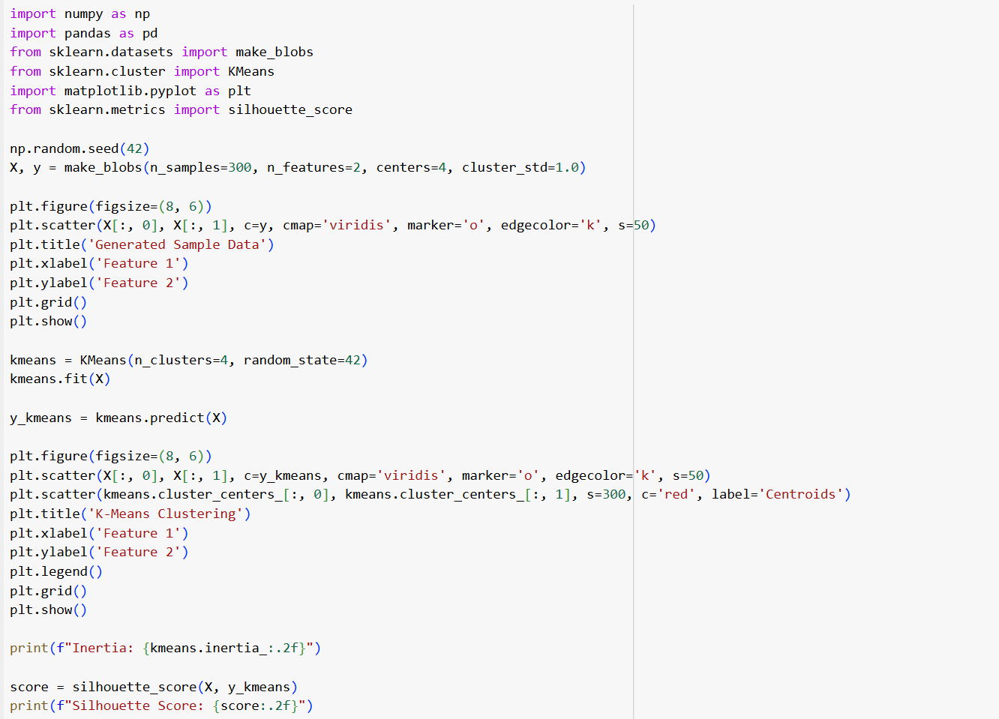 import numpy as np
import pandas as pd
from sklearn.datasets import make_blobs
from sklearn.cluster import KMeans
import matplotlib.pyplot as plt
from sklearn.metrics import silhouette_score
np.random.seed(42)
X, y = make_blobs(n_samples=300, n_features=2, centers=4, cluster_std=1.0)
plt.figure(figsize=(8, 6))
plt.scatter(X[:, 0], X[:, 1], c=y, cmap='viridis', marker='o', edgecolor='k', s=50)
plt.title('Generated Sample Data')
plt.xlabel('Feature 1')
plt.ylabel('Feature 2')
plt.grid()
plt.show()
kmeans = KMeans(n_clusters=4, random_state=42)
kmeans.fit(X)
y_kmeans = kmeans.predict(X)
plt.figure(figsize=(8, 6))
plt.scatter(X[:, 0], X[:, 1], c=y_kmeans, cmap='viridis', marker='o', edgecolor='k', s=50)
plt.scatter(kmeans.cluster_centers_[:, 0], kmeans.cluster_centers_[:, 1], s=300, c='red', label='Centroids')
plt.title('K-Means Clustering')
plt.xlabel('Feature 1')
plt.ylabel('Feature 2')
plt.legend()
plt.grid()
plt.show()
print(f"Inertia: {kmeans.inertia_:.2f}")
score = silhouette_score(X, y_kmeans)
print(f"Silhouette Score: {score:.2f}")